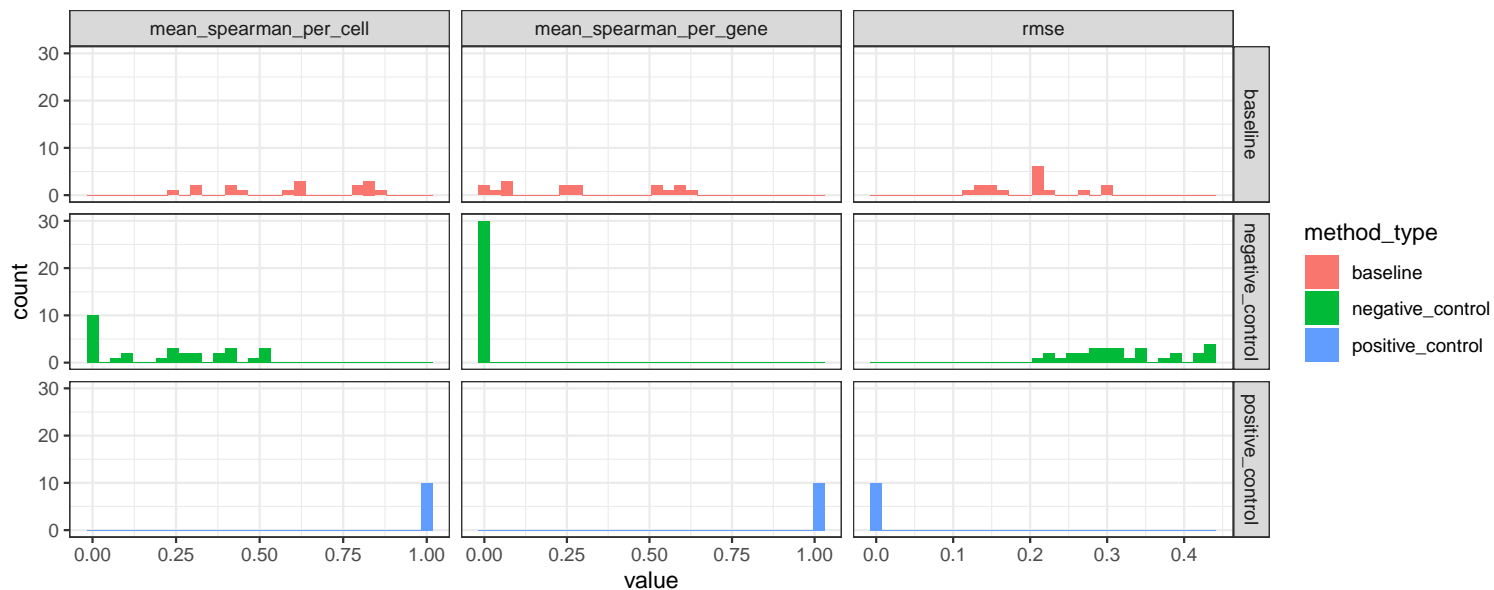 mean_spearman_per_cell mean_spearman_per_gene rmse
30
20
10
0
baseline
30
20
10
0
negative_control
30
20
10
0
positive_control
count
0.00 0.25 0.50 0.75 1.00 0.00 0.25 0.50 0.75 1.00 0.0 0.1 0.2 0.3 0.4
value
method_type
baseline
negative_control
positive_control